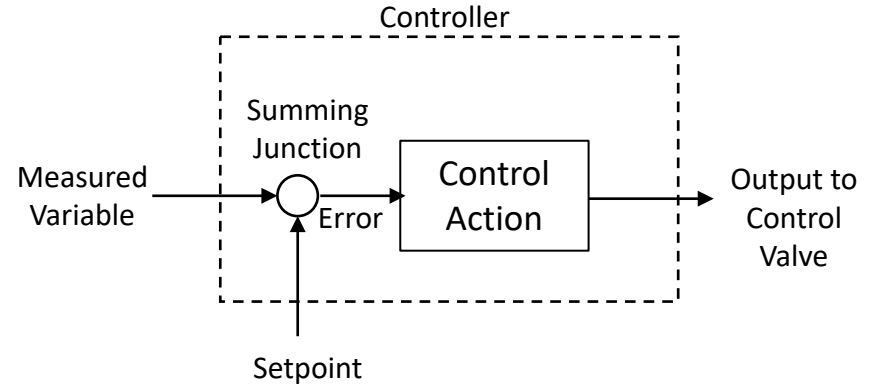 Controller
Summing
Junction
Measured
Variable
Error
Control
Action
Output to
Control
Valve
Setpoint